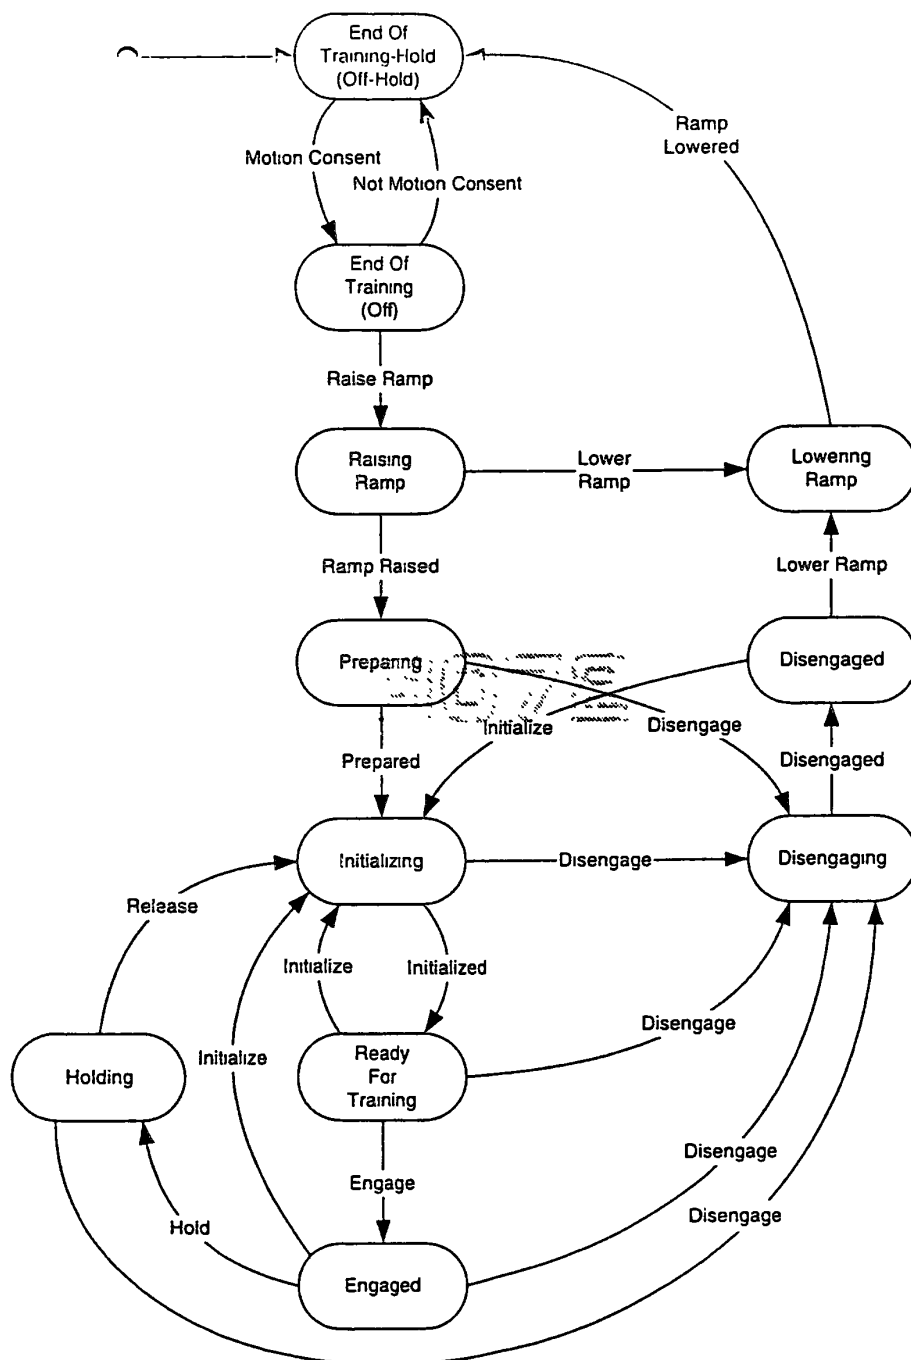 End Of
Training-Hold
(Off-Hold)
Ramp
Lowered
Motion Consent
Not Motion Consent
End Of
Training
(Off)
Raise Ramp
Raising
Ramp
Lower
Ramp
Lowering
Ramp
Ramp Raised
Lower Ramp
Preparing
Disengaged
Initialize
Disengage
Prepared
Disengaged
Initializing
Disengage
Disengaging
Release
Initialize
Initialized
Disengage
Holding
Initialize
Ready
For
Training
Disengage
Engage
Disengage
Hold
Engaged